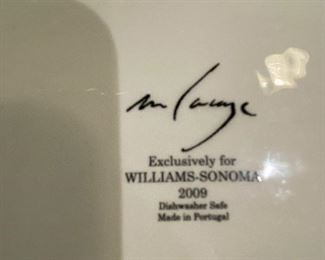 Exclusively for
WILLIAMS-SONOMA
2009
Dishwasher Safe
Made in Portugal